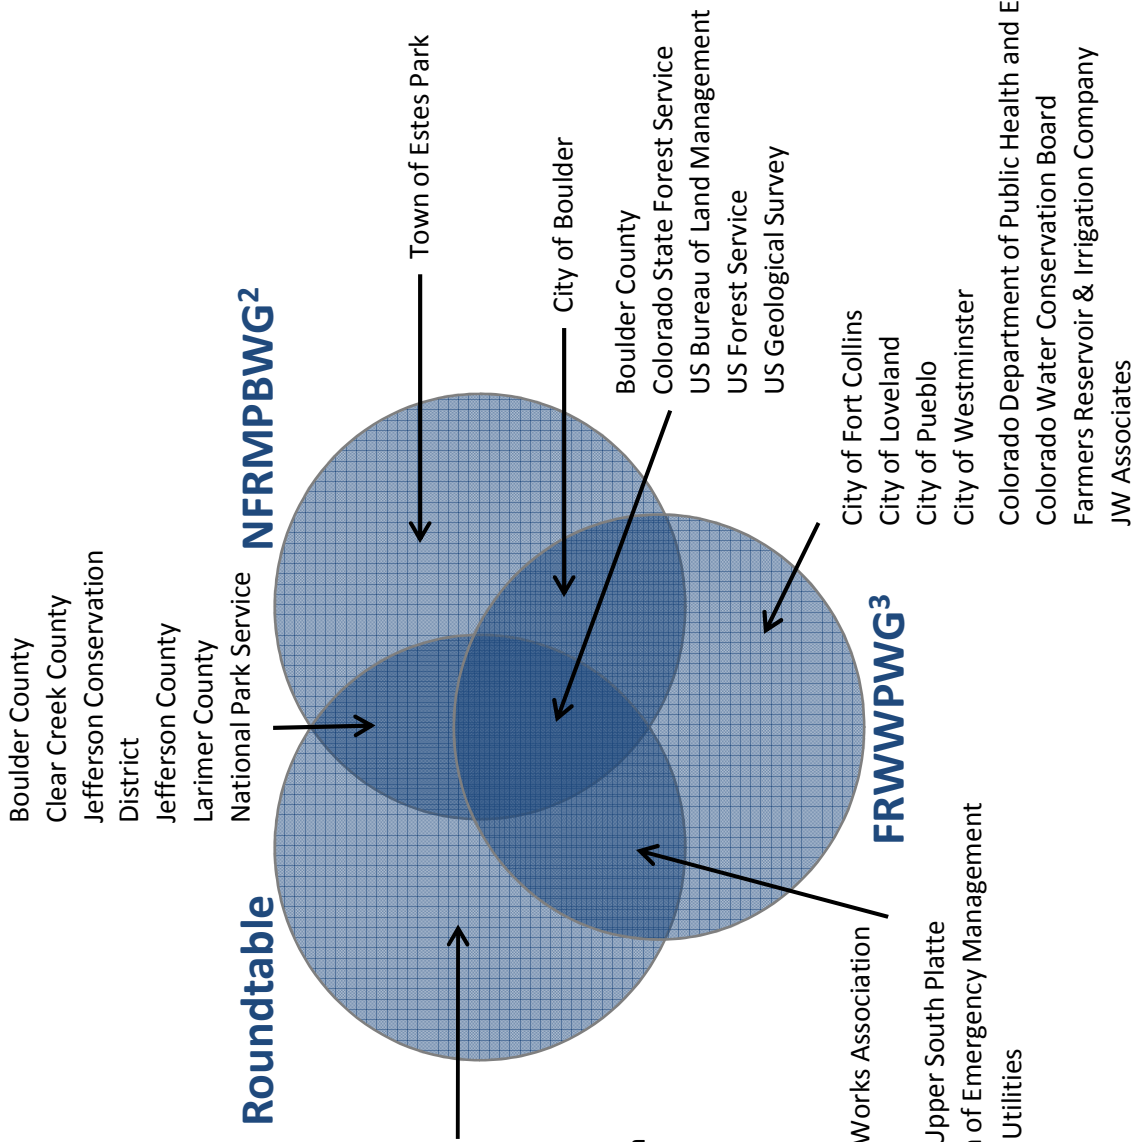 Roundtable
NFRMPBWG²
FRWWPWG³
Boulder County
Clear Creek County
Jefferson Conservation
District
Jefferson County
Larimer County
National Park Service
Town of Estes Park
City of Boulder
Boulder County
Colorado State Forest Service
US Bureau of Land Management
US Forest Service
US Geological Survey
City of Fort Collins
City of Loveland
City of Pueblo
City of Westminster
Colorado Department of Public Health and E
Colorado Water Conservation Board
Farmers Reservoir & Irrigation Company
JW Associates
Works Association
Upper South Platte
of Emergency Management
Utilities